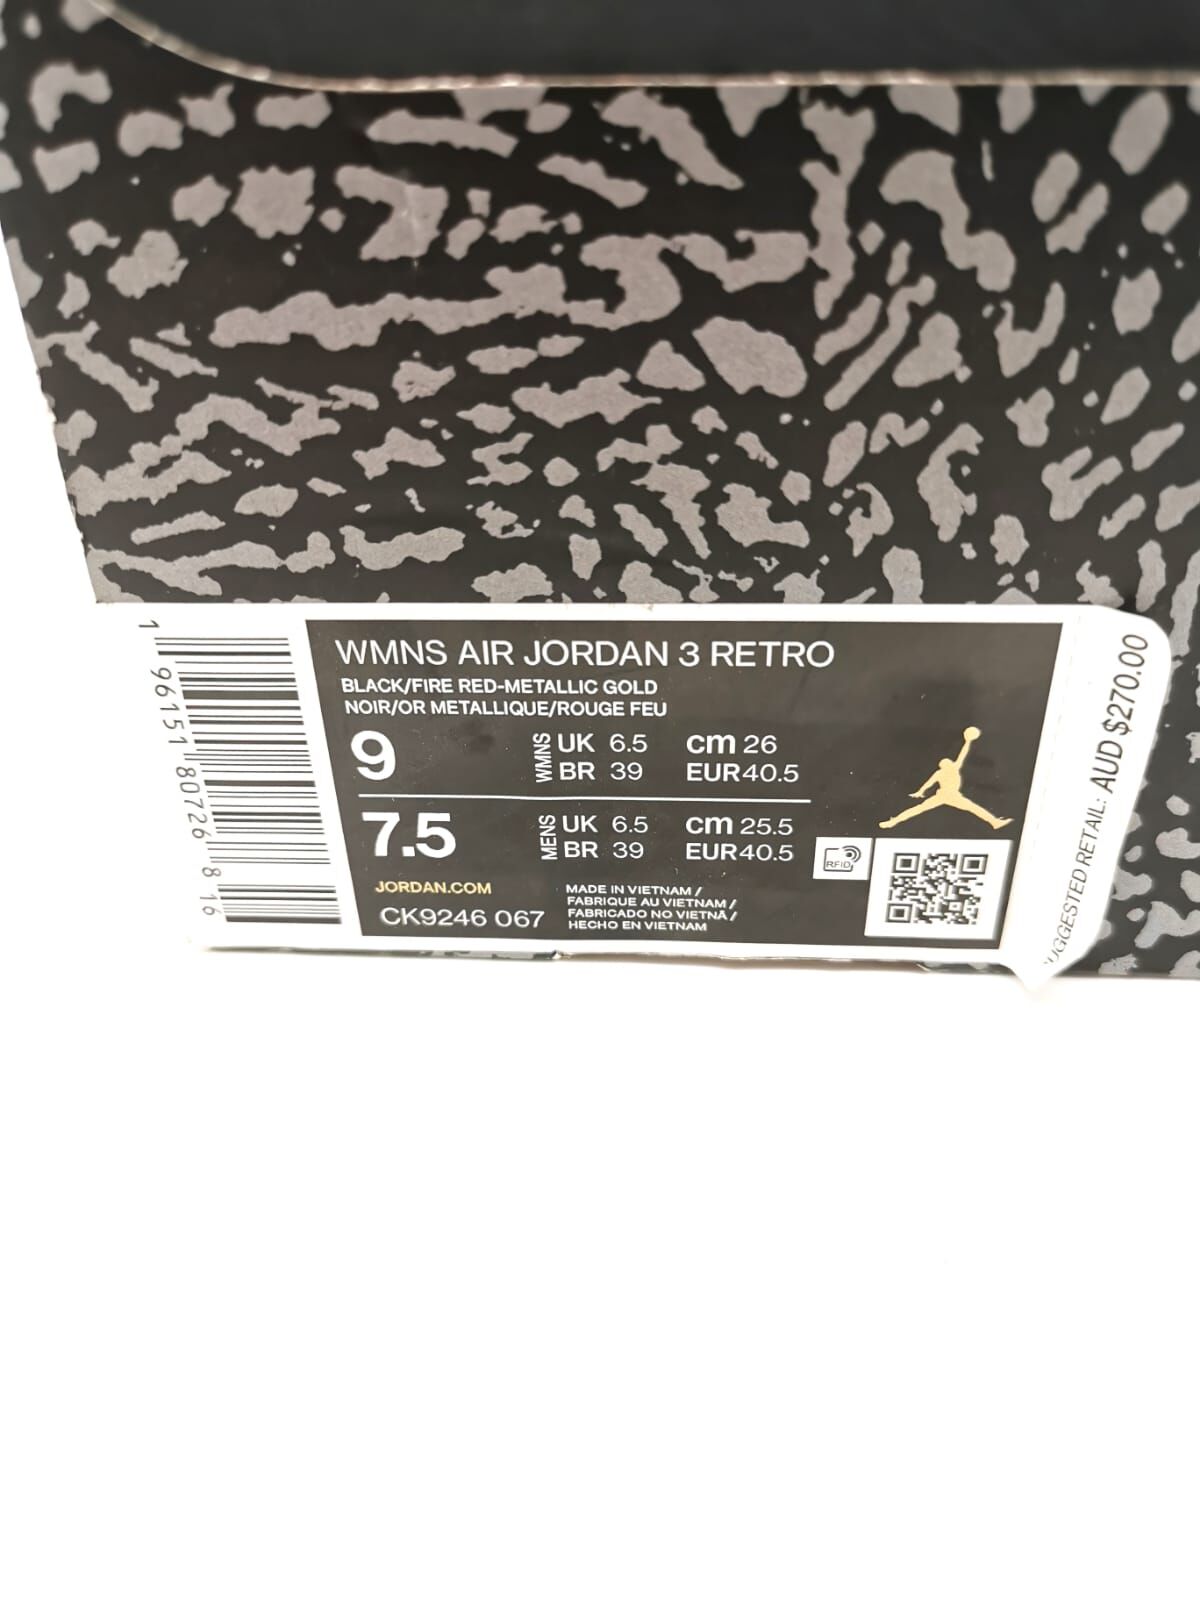 WMNS AIR JORDAN 3 RETRO
BLACK/FIRE RED-METALLIC GOLD
NOIR/OR METALLIQUE/ROUGE FEU
9 WMNS UK 6.5 cm 26
BR 39 EUR 40.5
7.5 MENS UK 6.5 cm 25.5
BR 39 EUR 40.5
RFID
JORDAN.COM
CK9246 067
MADE IN VIETNAM /
FABRIQUE AU VIETNAM /
FABRICADO NO VIETNÃ /
HECHO EN VIETNAM
1 96151 80726 8 16
SUGGESTED RETAIL: AUD $270.00